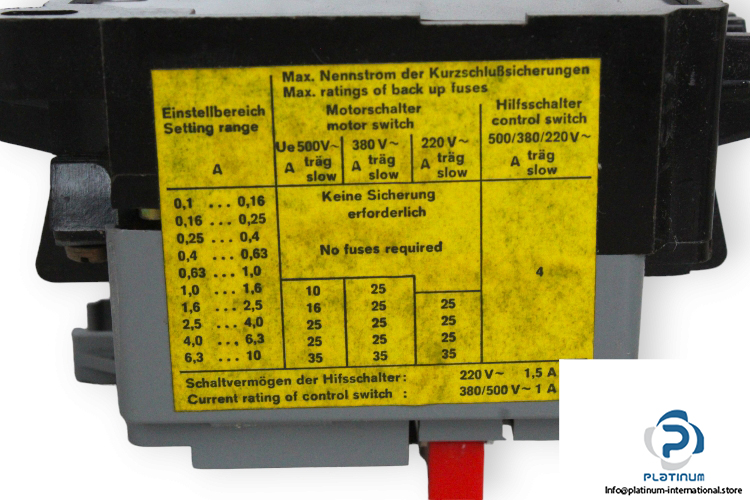 Max. Nennstrom der Kurzschlußsicherungen
Max. ratings of back up fuses
Einstellbereich
Setting range
A
Motorschalter
motor switch
Hilfsschalter
control switch
Ue 500V~ 380 V~ 220 V~ 500/380/220V~
A träg slow A träg slow A träg slow A träg slow
Keine Sicherung
erforderlich
No fuses required
0,1 ... 0,16
0,16 ... 0,25
0,25 ... 0,4
0,4 ... 0,63
0,63 ... 1,0 4
1,0 ... 1,6 10 25
1,6 ... 2,5 16 25 25
2,5 ... 4,0 25 25 25
4,0 ... 6,3 25 25 25
6,3 ... 10 35 35 35
Schaltvermögen der Hifsschalter: 220 V~ 1,5 A
Current rating of control switch : 380/500 V~ 1 A
PLATINUM
Info@platinum-international.store